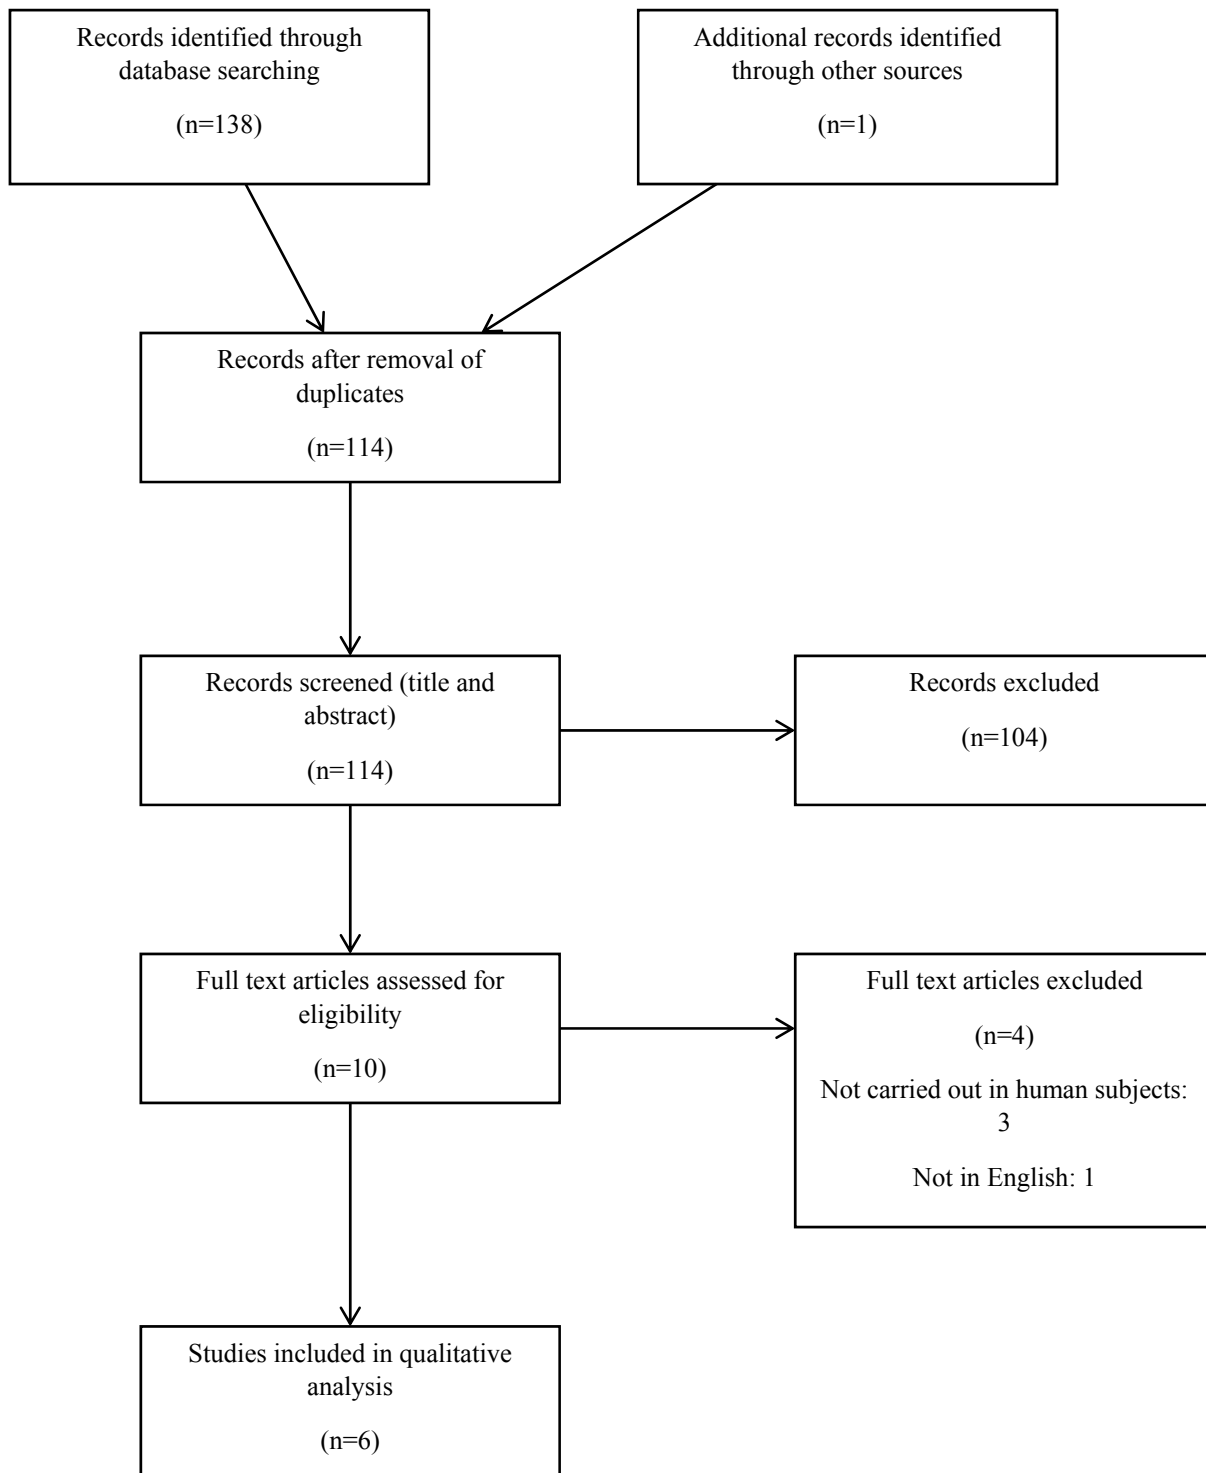 Records identified through
database searching
(n=138)
Additional records identified
through other sources
(n=1)
Records after removal of
duplicates
(n=114)
Records screened (title and
abstract)
(n=114)
Records excluded
(n=104)
Full text articles assessed for
eligibility
(n=10)
Full text articles excluded
(n=4)
Not carried out in human subjects:
3
Not in English: 1
Studies included in qualitative
analysis
(n=6)